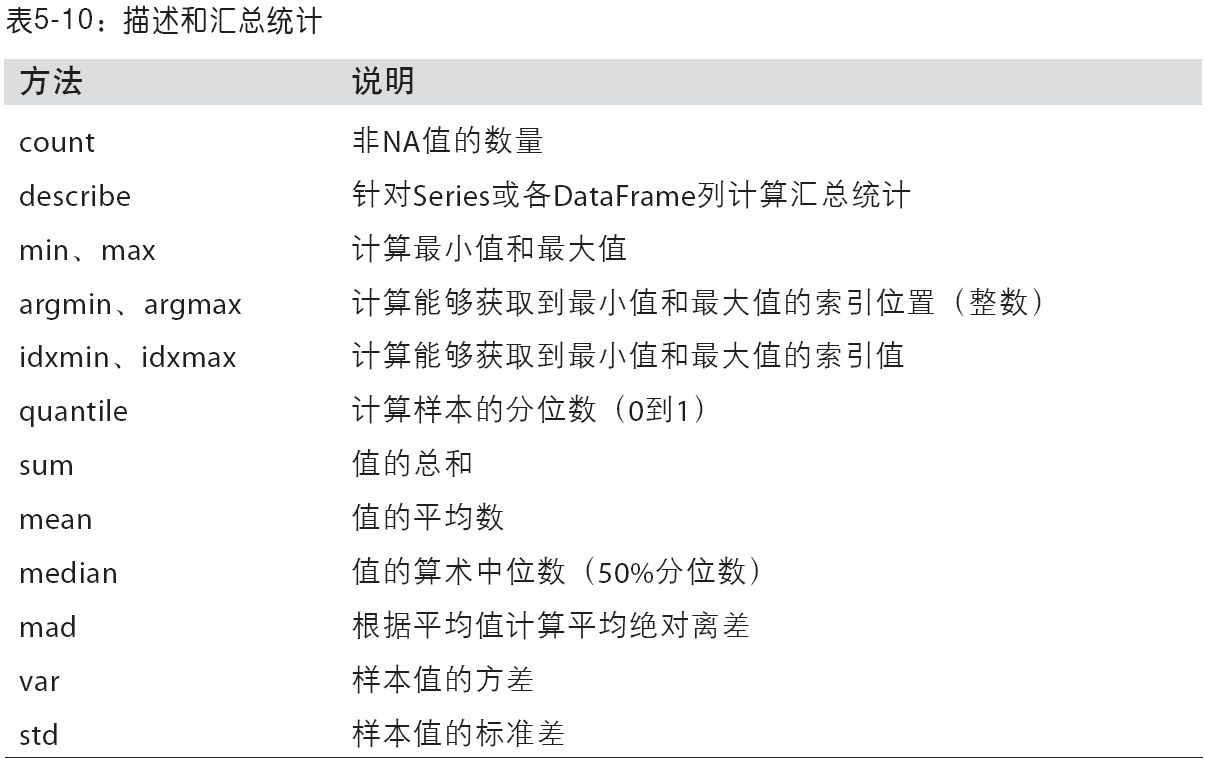 表5-10：描述和汇总统计
方法 说明
count 非NA值的数量
describe 针对Series或各DataFrame列计算汇总统计
min、max 计算最小值和最大值
argmin、argmax 计算能够获取到最小值和最大值的索引位置（整数）
idxmin、idxmax 计算能够获取到最小值和最大值的索引值
quantile 计算样本的分位数（0到1）
sum 值的总和
mean 值的平均数
median 值的算术中位数（50%分位数）
mad 根据平均值计算平均绝对离差
var 样本值的方差
std 样本值的标准差